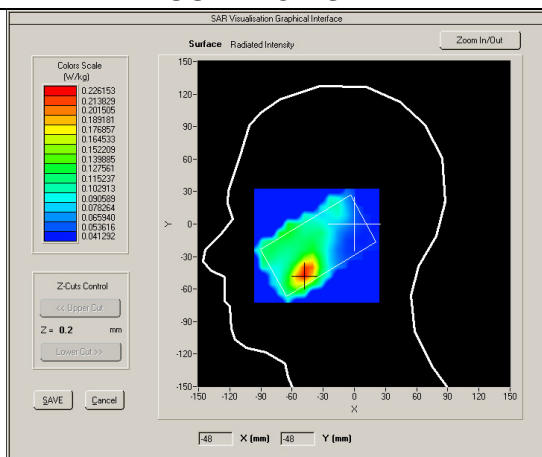 SAR Visualisation Graphical Interface
Surface Radiated Intensity
Zoom In/Out
Colors Scale
(W/kg)
0.226153
0.213829
0.201505
0.189181
0.176857
0.164533
0.152209
0.139885
0.127561
0.115237
0.102913
0.090589
0.078264
0.065940
0.053616
0.041292
Z-Cuts Control
<< Upper Cut
Z = 0.2 mm
Lower Cut >>
SAVE Cancel
150-
120-
90-
60-
30-
0-
-30-
-60-
-90-
-120-
-150-
Y
-150 -120 -90 -60 -30 0 30 60 90 120 150
X
-48 X (mm) -48 Y (mm)